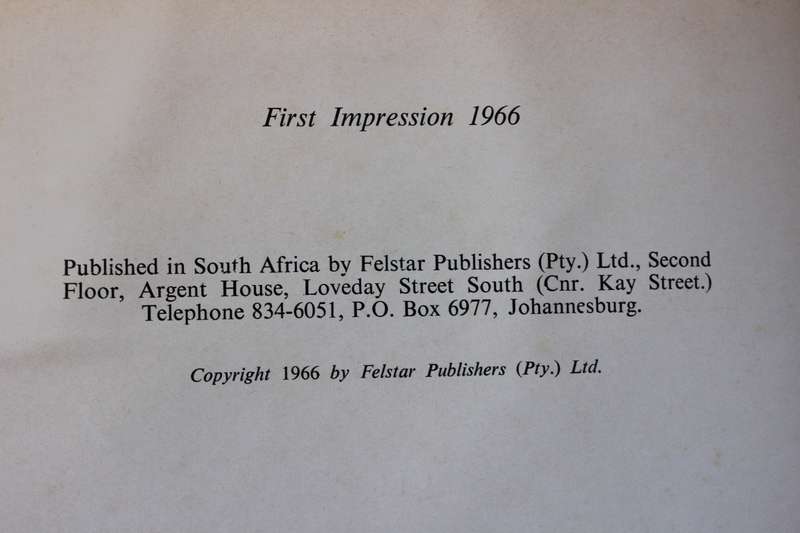 First Impression 1966
Published in South Africa by Felstar Publishers (Pty.) Ltd., Second
Floor, Argent House, Loveday Street South (Cnr. Kay Street.)
Telephone 834-6051, P.O. Box 6977, Johannesburg.
Copyright 1966 by Felstar Publishers (Pty.) Ltd.